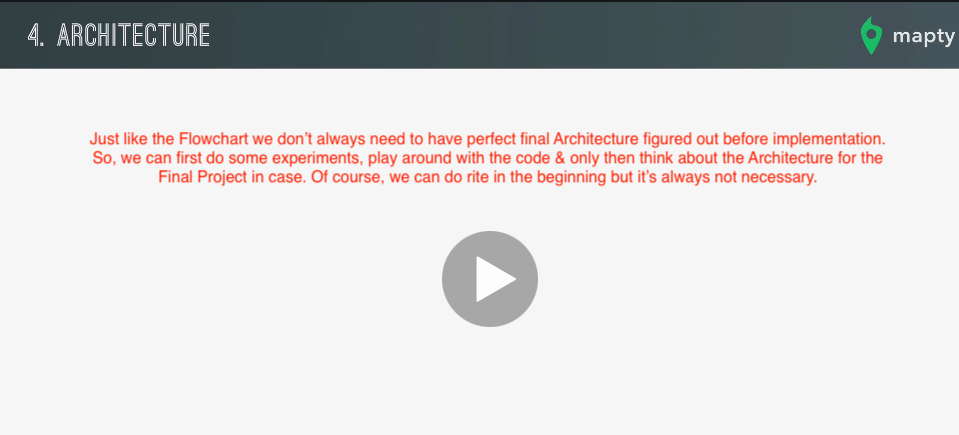 4. ARCHITECTURE
mapty
Just like the Flowchart we don't always need to have perfect final Architecture figured out before implementation.
So, we can first do some experiments, play around with the code & only then think about the Architecture for the
Final Project in case. Of course, we can do rite in the beginning but it's always not necessary.